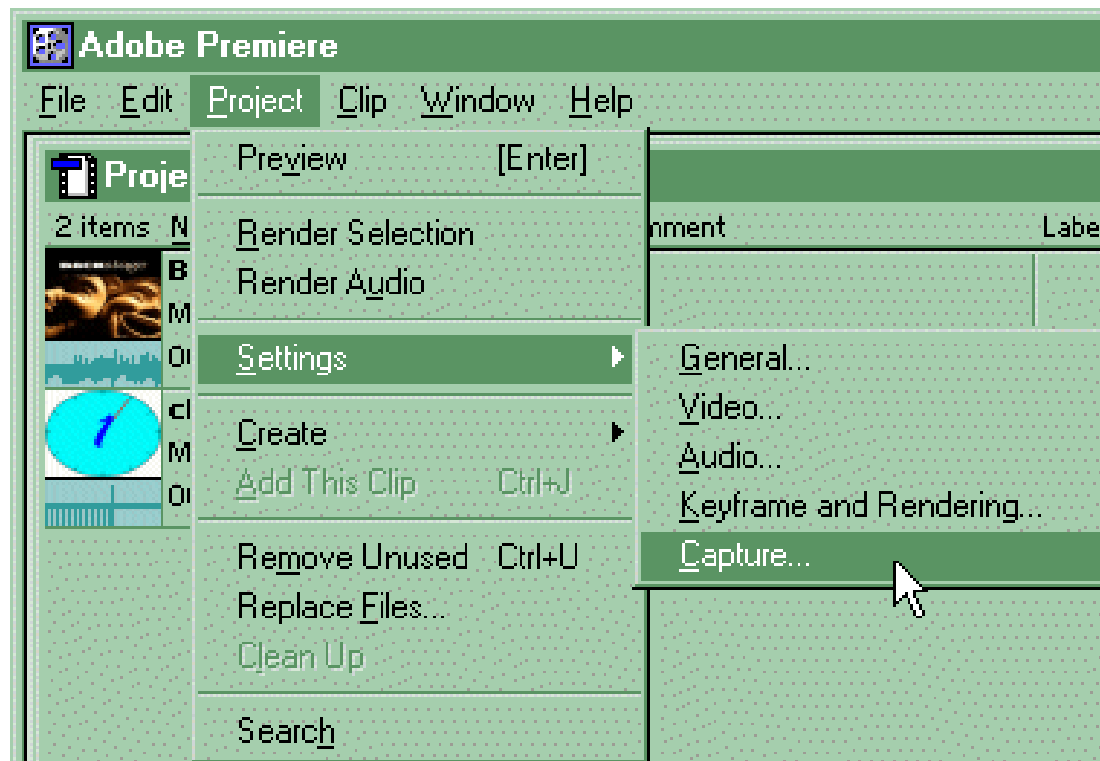 Adobe Premiere
File Edit Project Clip Window Help
Proje
2 items N
nment Labe
Preview [Enter]
Render Selection
Render Audio
Settings
Create
Add This Clip Ctrl+J
Remove Unused Ctrl+U
Replace Files...
Clean Up
Search
General...
Video...
Audio...
Keyframe and Rendering...
Capture...
B
M
cl
M